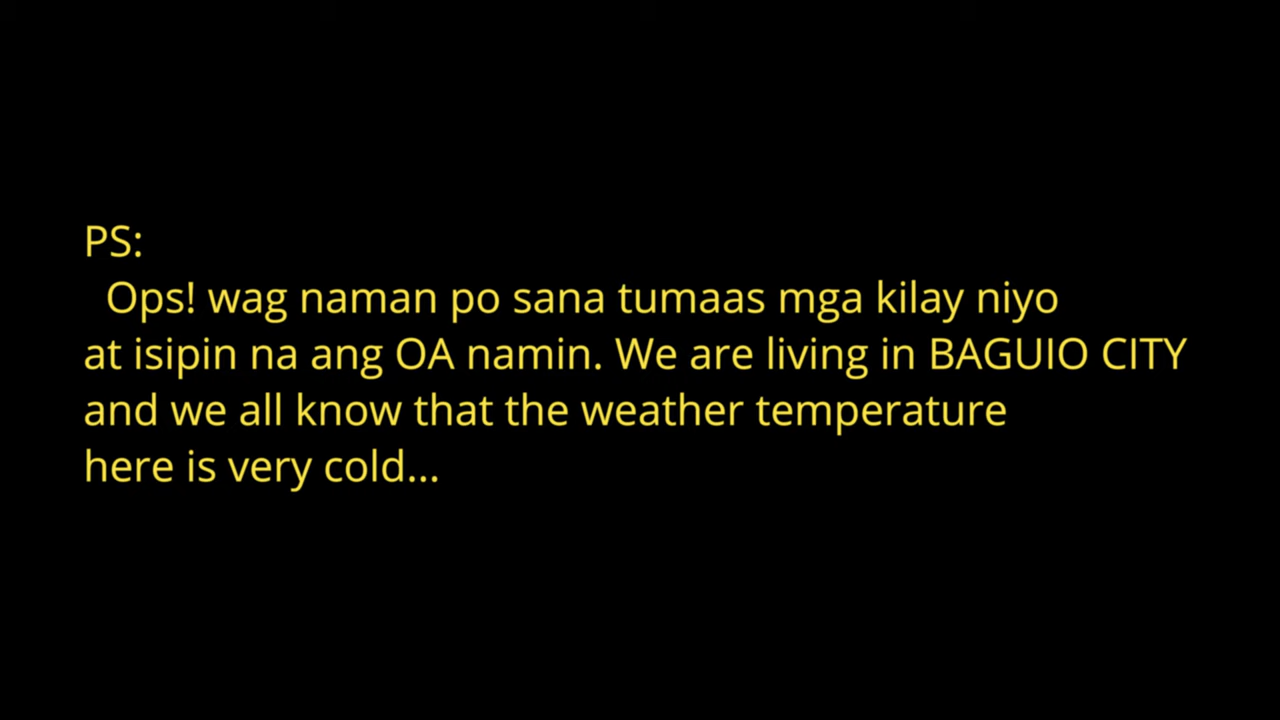 PS:
Ops! wag naman po sana tumaas mga kilay niyo
at isipin na ang OA namin. We are living in BAGUIO CITY
and we all know that the weather temperature
here is very cold...